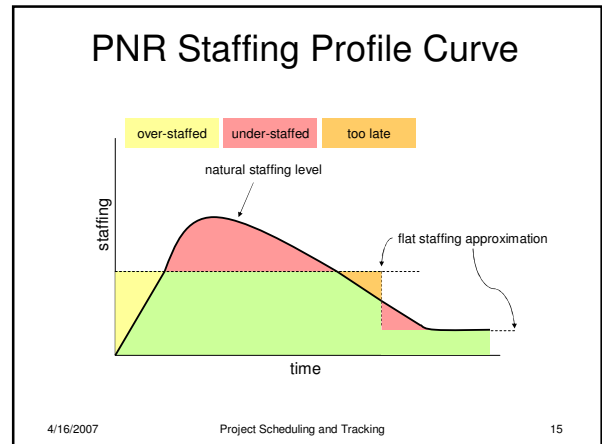 PNR Staffing Profile Curve
over-staffed under-staffed too late
natural staffing level
staffing
flat staffing approximation
time
4/16/2007 Project Scheduling and Tracking 15